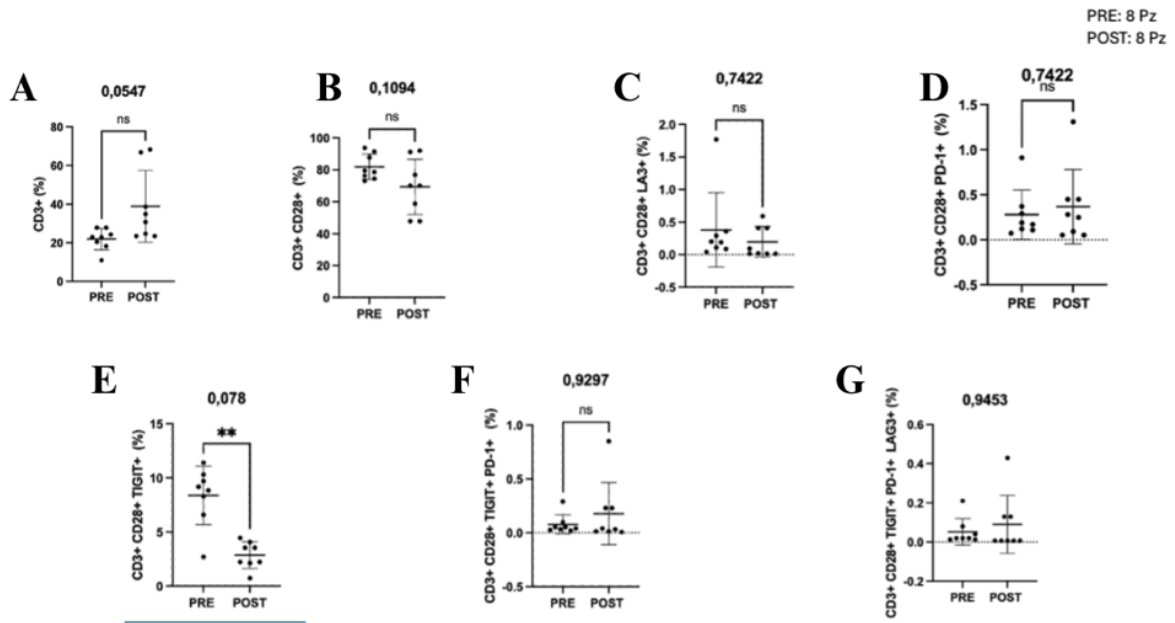 PRE: 8 Pz
POST: 8 Pz
A
0,0547
ns
CD3+ (%)
80
60
40
20
0
PRE POST
B
0,1094
ns
CD3+ CD28+ (%)
100
80
60
40
20
0
PRE POST
C
0,7422
ns
CD3+ CD28+ LA3+ (%)
2.0
1.5
1.0
0.5
0.0
-0.5
PRE POST
D
0,7422
ns
CD3+ CD28+ PD-1+ (%)
1.5
1.0
0.5
0.0
-0.5
PRE POST
E
0,078
**
CD3+ CD28+ TIGIT+ (%)
15
10
5
0
PRE POST
F
0,9297
ns
CD3+ CD28+ TIGIT+ PD-1+ (%)
1.0
0.5
0.0
-0.5
PRE POST
G
0,9453
CD3+ CD28+ TIGIT+ PD-1+ LAG3+ (%)
0.6
0.4
0.2
0.0
-0.2
PRE POST